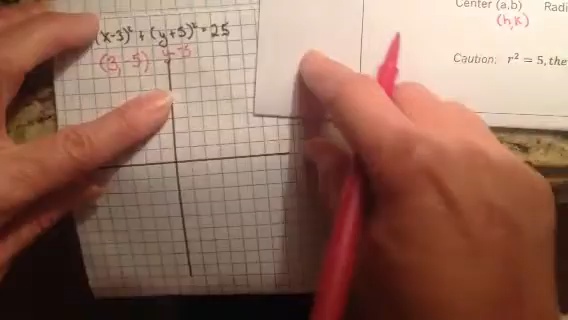 (x-3)² + (y+5)² = 25
(3, -5)
Center (a,b) Radi
(h,k)
Caution: r² = 5, the